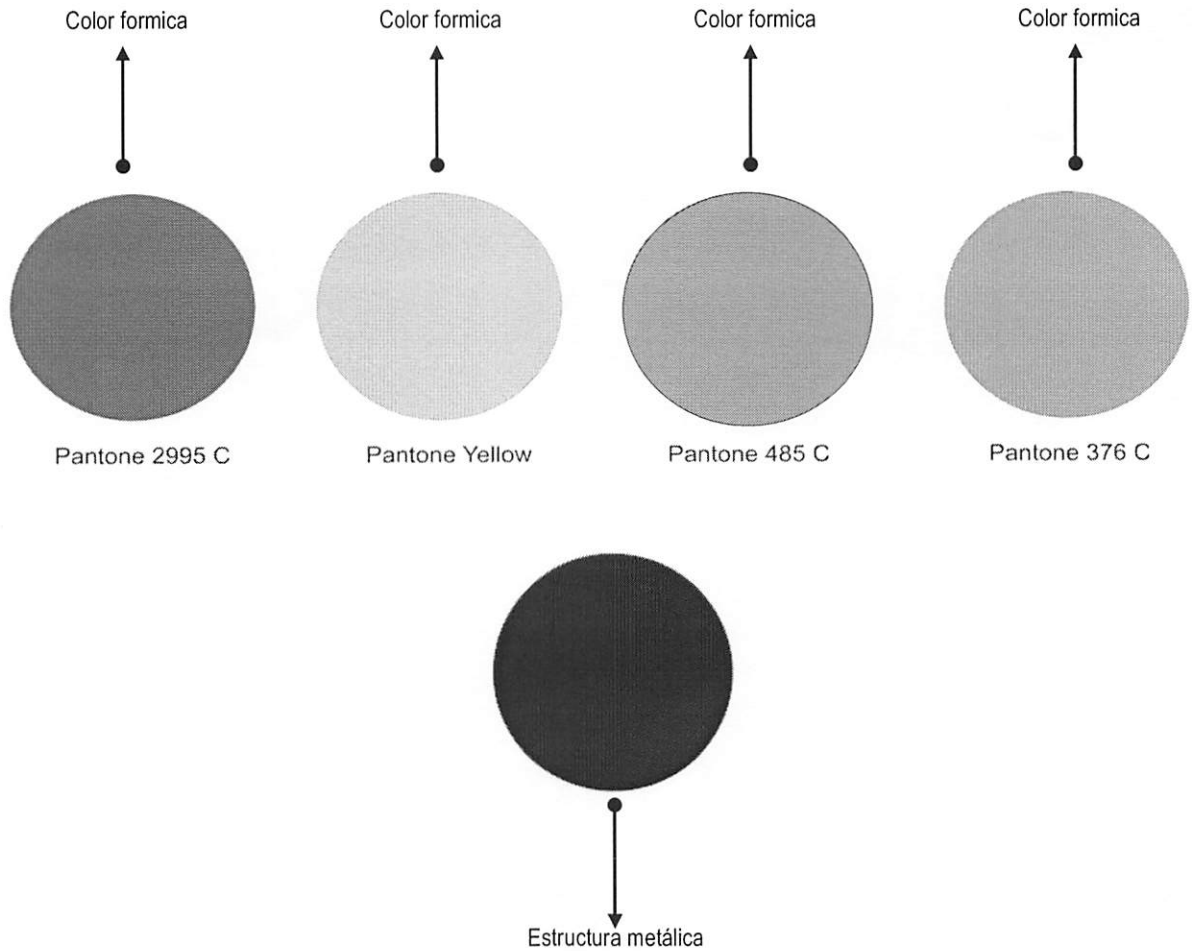 Color formica
Color formica
Color formica
Color formica
Pantone 2995 C
Pantone Yellow
Pantone 485 C
Pantone 376 C
Estructura metálica